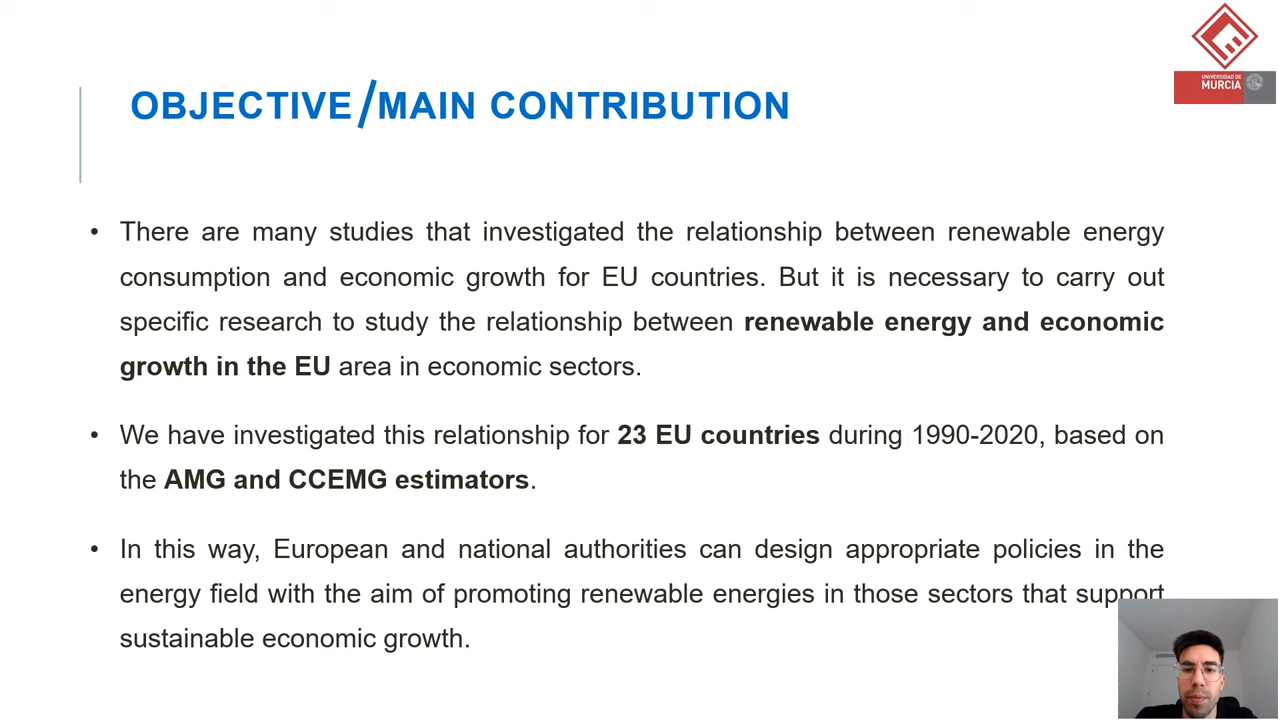 UNIVERSIDAD DE
MURCIA
OBJECTIVE/MAIN CONTRIBUTION
• There are many studies that investigated the relationship between renewable energy
consumption and economic growth for EU countries. But it is necessary to carry out
specific research to study the relationship between renewable energy and economic
growth in the EU area in economic sectors.
• We have investigated this relationship for 23 EU countries during 1990-2020, based on
the AMG and CCEMG estimators.
• In this way, European and national authorities can design appropriate policies in the
energy field with the aim of promoting renewable energies in those sectors that support
sustainable economic growth.